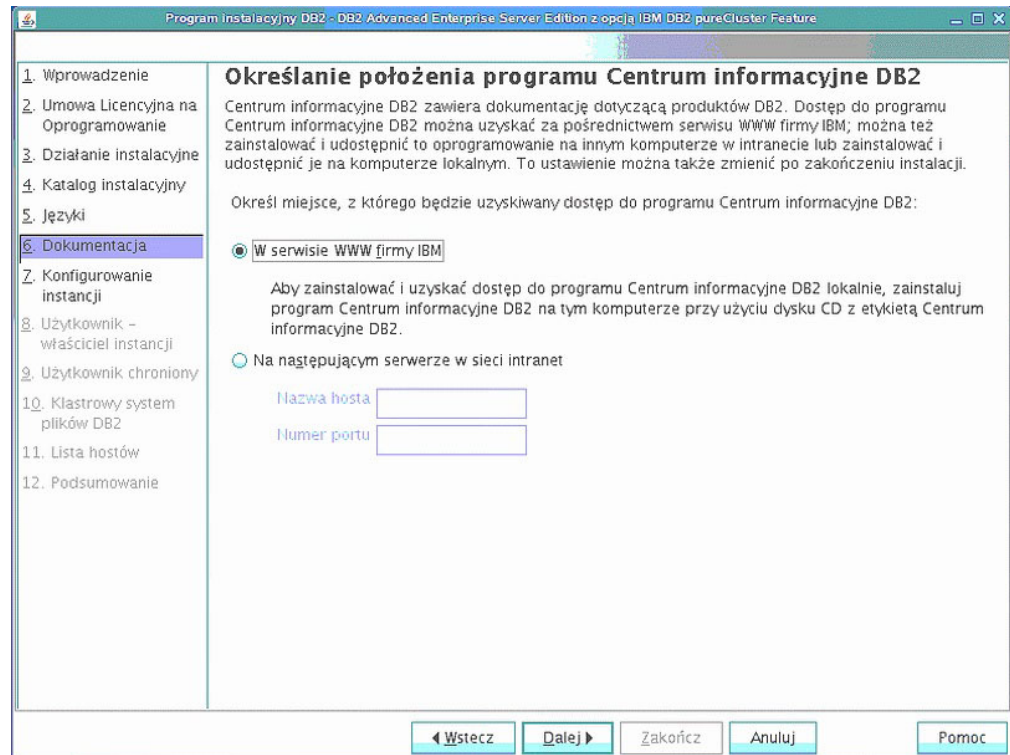 Program instalacyjny DB2 - DB2 Advanced Enterprise Server Edition z opcją IBM DB2 pureCluster Feature
1. Wprowadzenie
2. Umowa Licencyjna na
Oprogramowanie
3. Działanie instalacyjne
4. Katalog instalacyjny
5. Języki
6. Dokumentacja
7. Konfigurowanie
instancji
8. Użytkownik –
właściciel instancji
9. Użytkownik chroniony
10. Klastrowy system
plików DB2
11. Lista hostów
12. Podsumowanie
Określanie położenia programu Centrum informacyjne DB2
Centrum informacyjne DB2 zawiera dokumentację dotyczącą produktów DB2. Dostęp do programu
Centrum informacyjne DB2 można uzyskać za pośrednictwem serwisu WWW firmy IBM; można też
zainstalować i udostępnić to oprogramowanie na innym komputerze w intranecie lub zainstalować i
udostępnić je na komputerze lokalnym. To ustawienie można także zmienić po zakończeniu instalacji.
Określ miejsce, z którego będzie uzyskiwany dostęp do programu Centrum informacyjne DB2:
W serwisie WWW firmy IBM
Aby zainstalować i uzyskać dostęp do programu Centrum informacyjne DB2 lokalnie, zainstaluj
program Centrum informacyjne DB2 na tym komputerze przy użyciu dysku CD z etykietą Centrum
informacyjne DB2.
Na następującym serwerze w sieci intranet
Nazwa hosta
Numer portu
Wstecz
Dalej
Zakończ
Anuluj
Pomoc